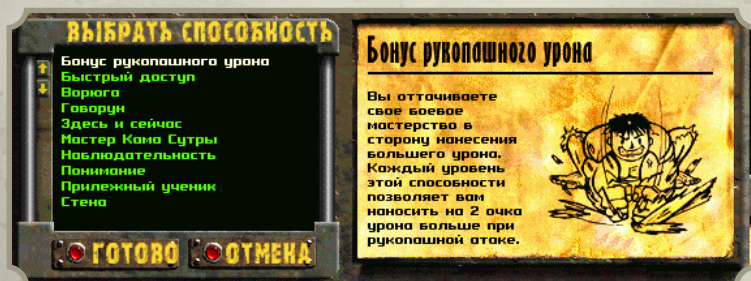 ВЫБРАТЬ СПОСОБНОСТЬ
Бонус рукопашного урона
Быстрый доступ
Ворюга
Говорун
Здесь и сейчас
Мастер Кама Сутры
Наблюдательность
Понимание
Прилежный ученик
Стена
ГОТОВО
ОТМЕНА
Бонус рукопашного урона
Вы оттачиваете
свое боевое
мастерство в
сторону нанесения
большего урона.
Каждый уровень
этой способности
позволяет вам
наносить на 2 очка
урона больше при
рукопашной атаке.